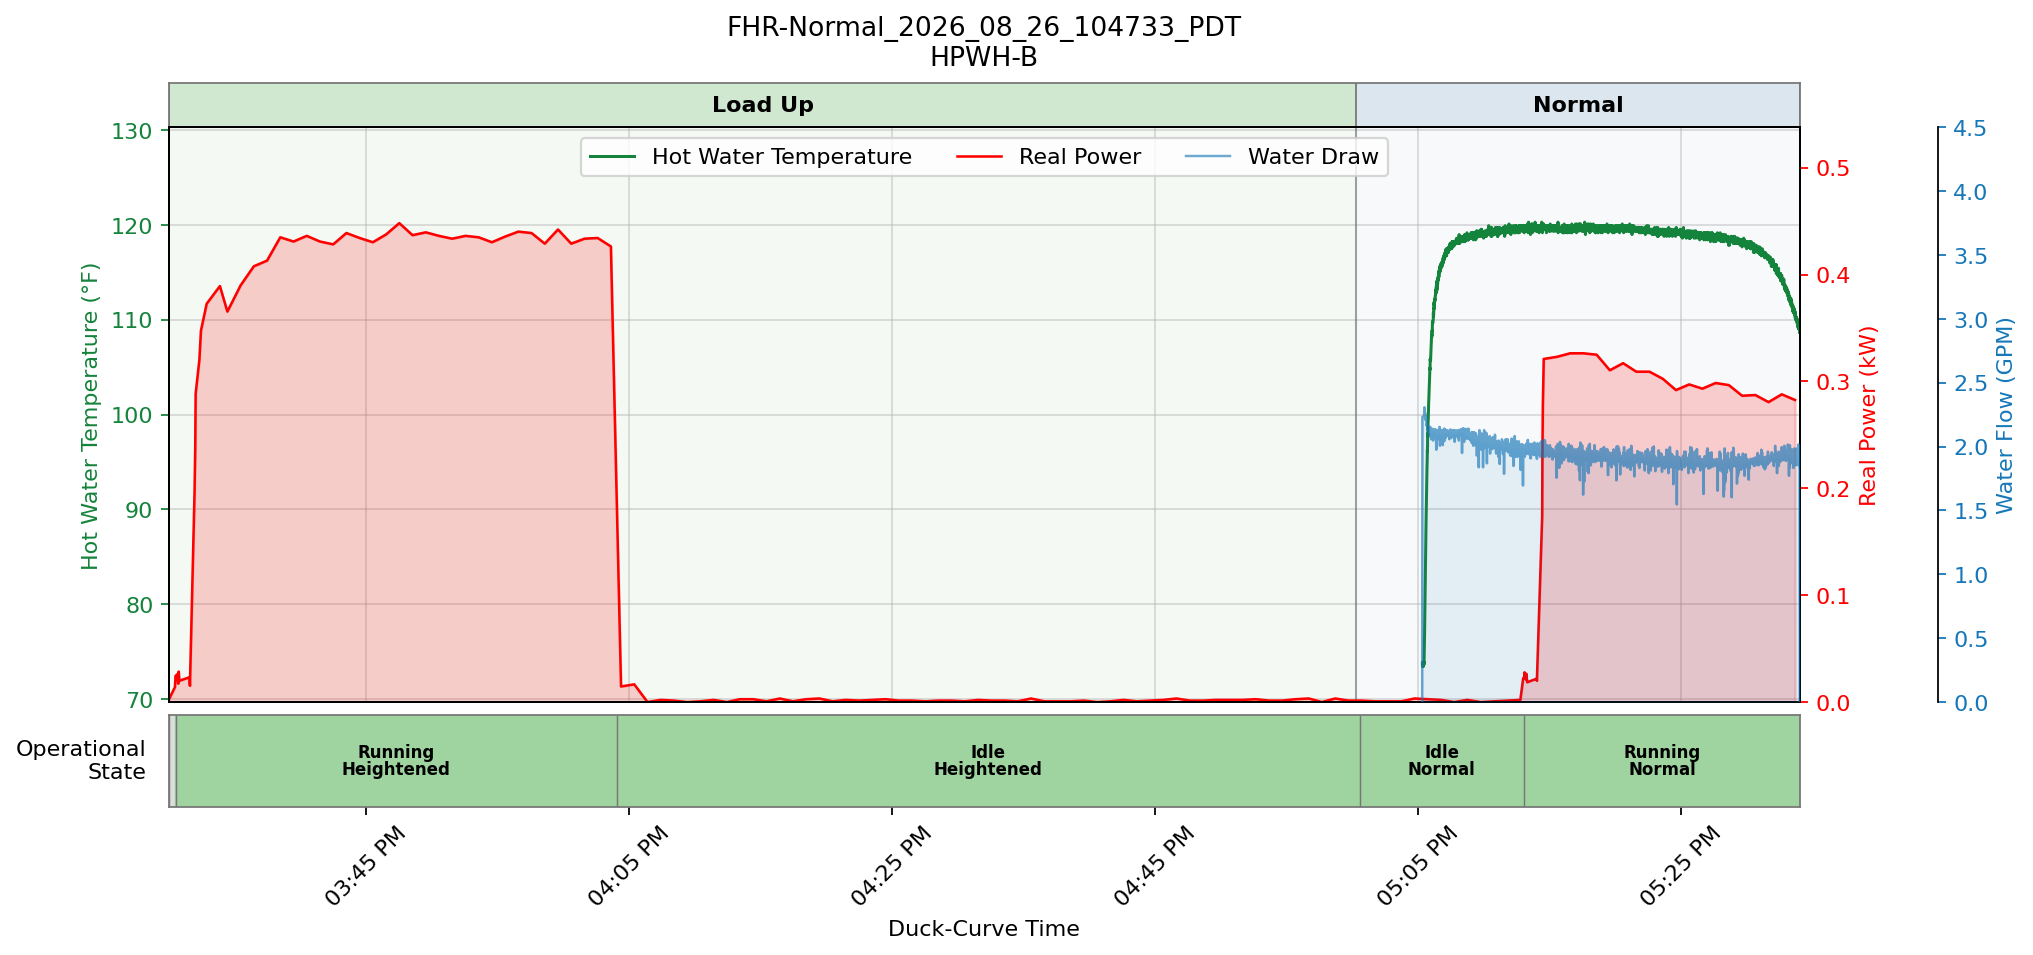 FHR-Normal_2026_08_26_104733_PDT
HPWH-B
Load Up
Normal
Hot Water Temperature
Real Power
Water Draw
130
120
110
100
90
80
70
Hot Water Temperature (°F)
0.5
0.4
0.3
0.2
0.1
0.0
Real Power (kW)
4.5
4.0
3.5
3.0
2.5
2.0
1.5
1.0
0.5
0.0
Water Flow (GPM)
Operational
State
Running
Heightened
Idle
Heightened
Idle
Normal
Running
Normal
03:45 PM
04:05 PM
04:25 PM
04:45 PM
05:05 PM
05:25 PM
Duck-Curve Time